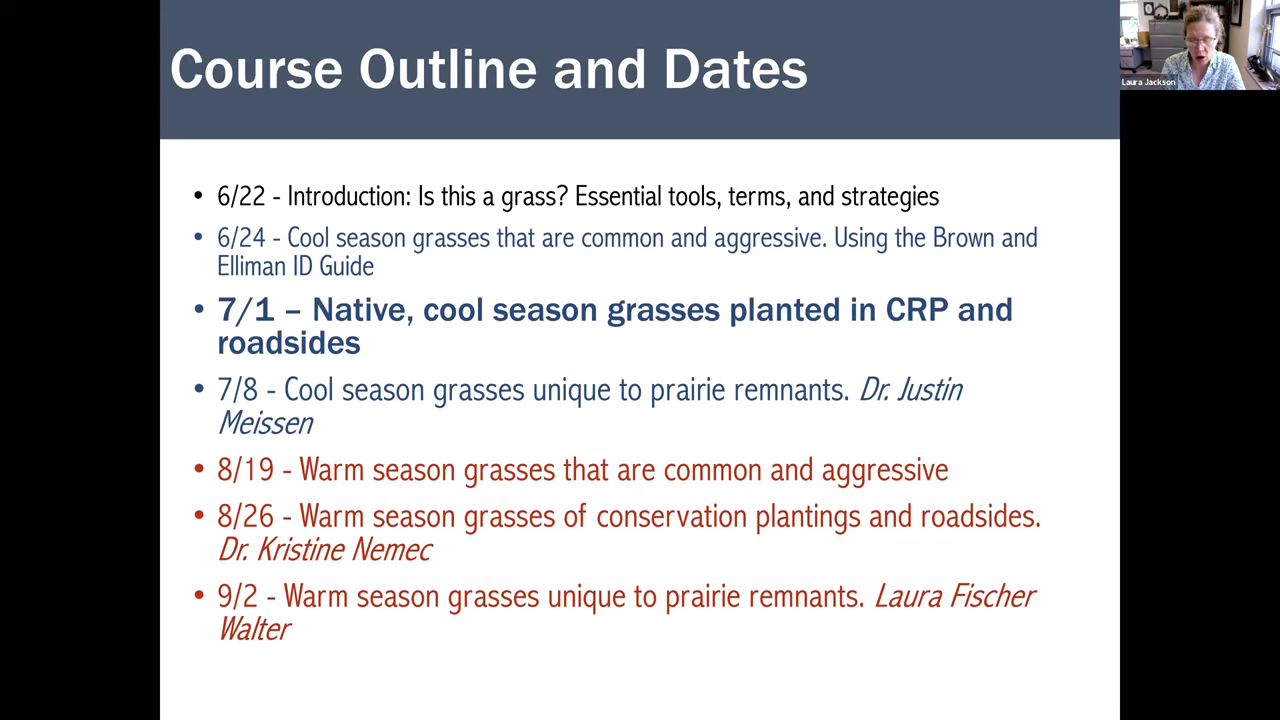 Course Outline and Dates
Laura Jackson
• 6/22 - Introduction: Is this a grass? Essential tools, terms, and strategies
• 6/24 - Cool season grasses that are common and aggressive. Using the Brown and
Elliman ID Guide
• 7/1 – Native, cool season grasses planted in CRP and
roadsides
• 7/8 - Cool season grasses unique to prairie remnants. Dr. Justin
Meissen
• 8/19 - Warm season grasses that are common and aggressive
• 8/26 - Warm season grasses of conservation plantings and roadsides.
Dr. Kristine Nemec
• 9/2 - Warm season grasses unique to prairie remnants. Laura Fischer
Walter